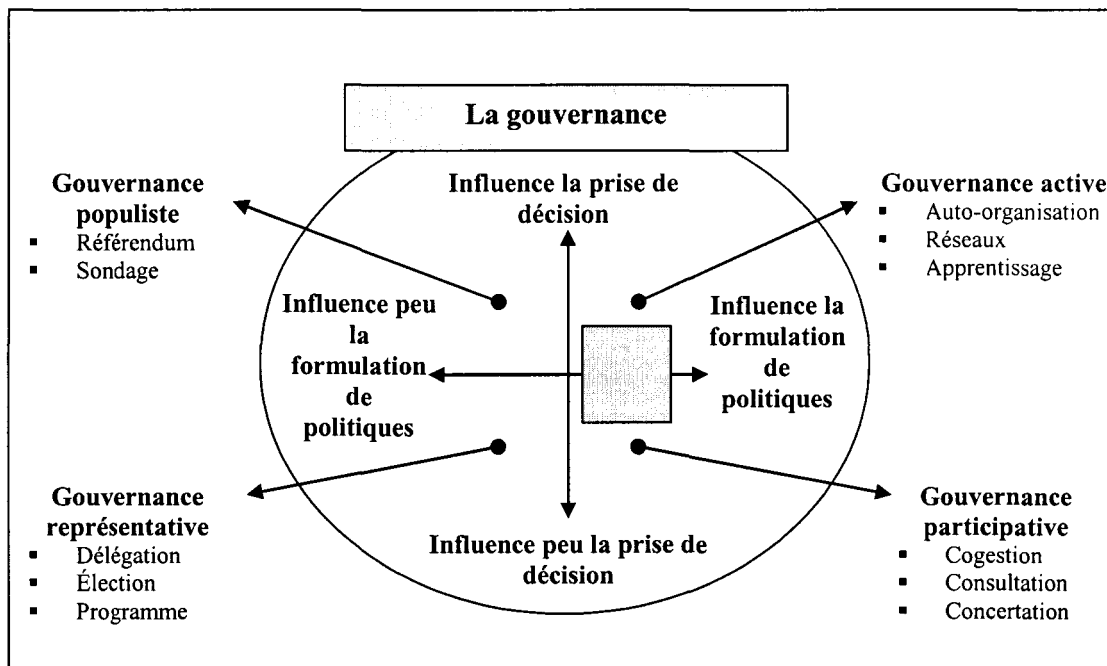 La gouvernance
Gouvernance
populiste
▪ Référendum
▪ Sondage
Influence la prise de
décision
Gouvernance active
▪ Auto-organisation
▪ Réseaux
▪ Apprentissage
Influence peu
la
formulation
de
politiques
Influence la
formulation
de
politiques
Gouvernance
représentative
▪ Délégation
▪ Élection
▪ Programme
Influence peu la prise de
décision
Gouvernance
participative
▪ Cogestion
▪ Consultation
▪ Concertation